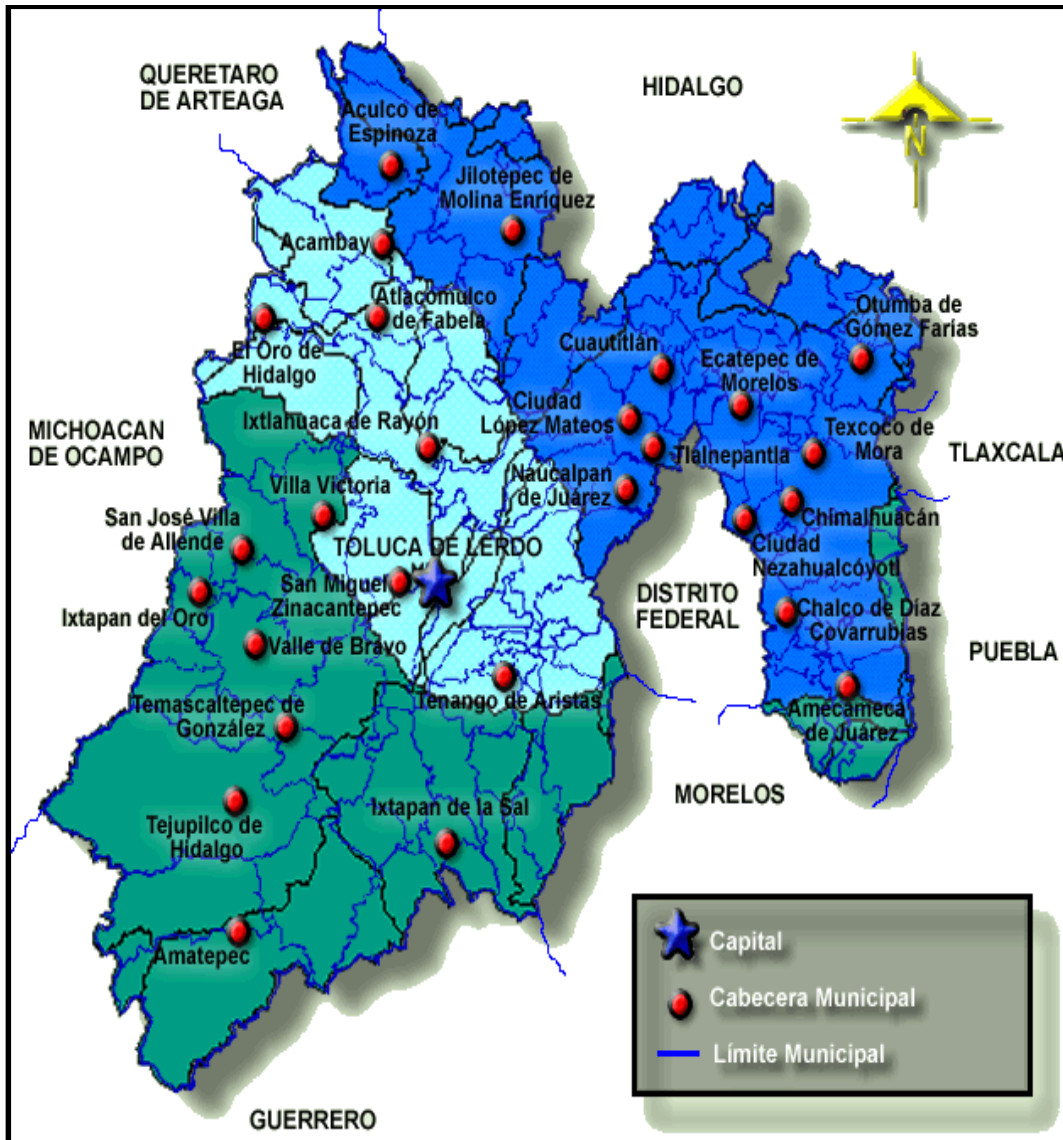 QUERETARO
DE ARTEAGA
HIDALGO
N
Aculco de
Espinoza
Jilotepec de
Molina Enríquez
Acambay
Atlacomulco
de Fabela
Otumba de
Gómez Farías
El Oro de
Hidalgo
Cuautitlán
Ecatepec de
Morelos
Ciudad
López Mateos
Ixtlahuaca de Rayón
MICHOACAN
DE OCAMPO
Texcoco de
Mora
TLAXCALA
Tlalnepantla
Naucalpan
de Juárez
Villa Victoria
San José Villa
de Allende
Chimalhuacán
TOLUCA DE LERDO
Ciudad
Nezahualcóyotl
San Miguel
Zinacantepec
DISTRITO
FEDERAL
Ixtapan del Oro
Chalco de Díaz
Covarrubias
Valle de Bravo
PUEBLA
Tenango de Aristas
Temascaltepec de
González
Amecameca
de Juárez
MORELOS
Ixtapan de la Sal
Tejupilco de
Hidalgo
Amatepec
GUERRERO
Capital
Cabecera Municipal
Límite Municipal